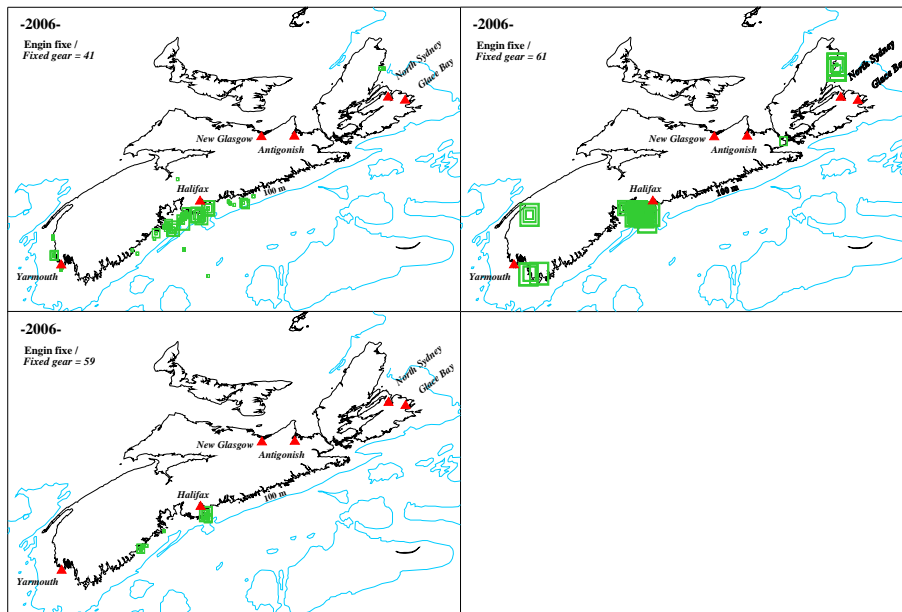 -2006-
Engin fixe /
Fixed gear = 41
North Sydney
Glace Bay
New Glasgow
Antigonish
Halifax
100 m
Yarmouth
-2006-
Engin fixe /
Fixed gear = 61
North Sydney
Glace Bay
New Glasgow
Antigonish
Halifax
100 m
Yarmouth
-2006-
Engin fixe /
Fixed gear = 59
North Sydney
Glace Bay
New Glasgow
Antigonish
Halifax
100 m
Yarmouth